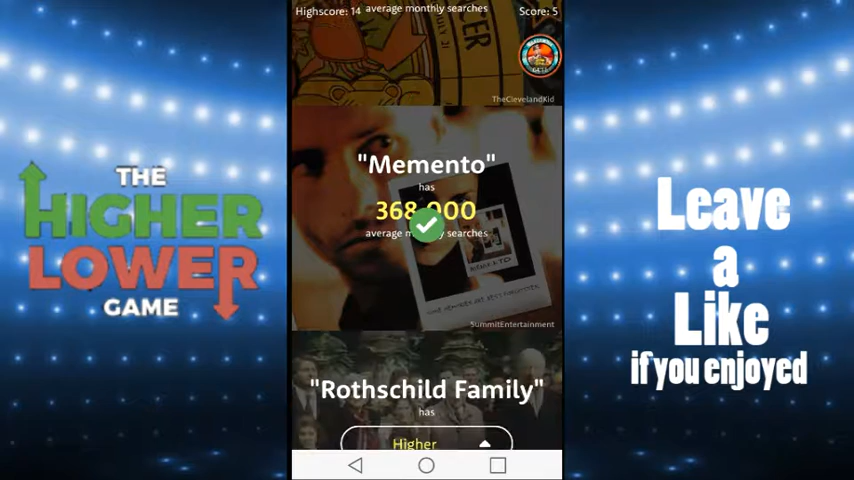 Highscore: 14
average monthly searches
Score: 5
TheClevelandKid
THE
HIGHER
LOWER
GAME
"Memento"
has
368,000
average monthly searches
MEMENTO
SummitEntertainment
"Rothschild Family"
has
Higher
Leave
a
Like
if you enjoyed